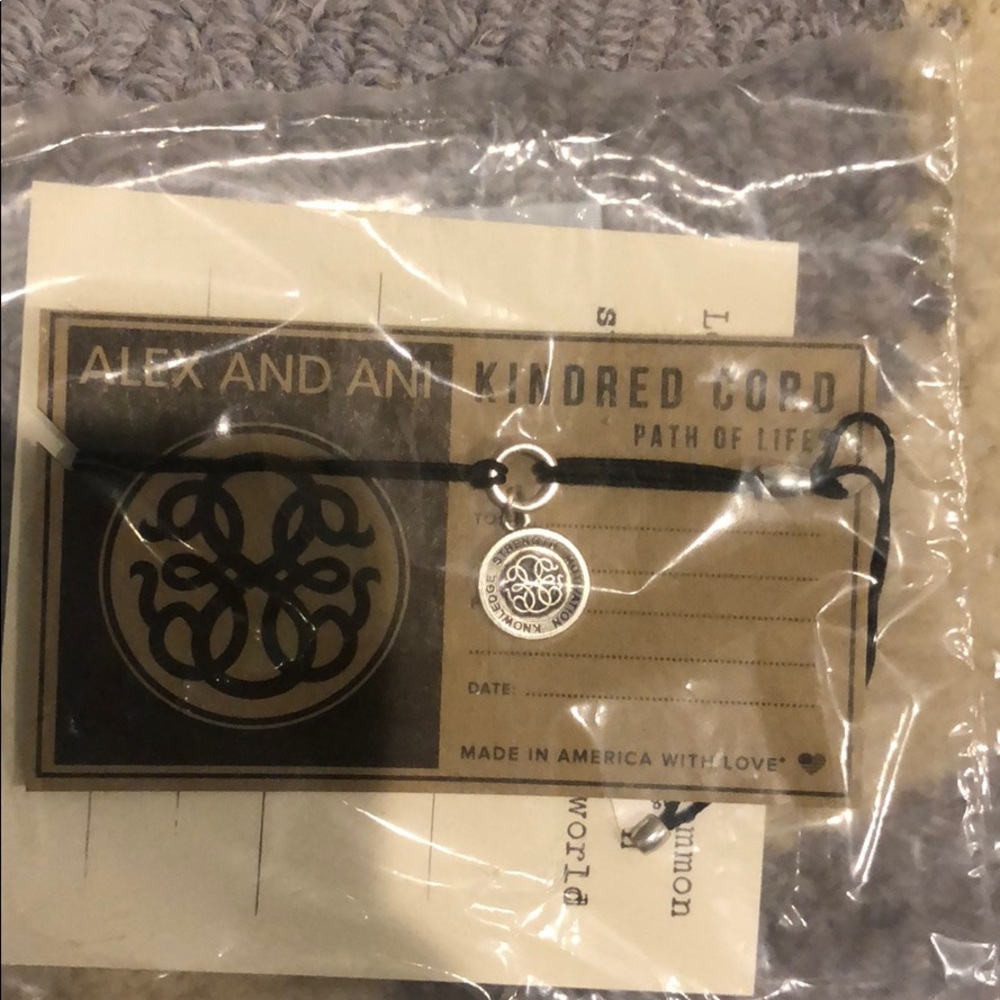 ALEX AND ANI
KINDRED CORD
PATH OF LIFE
TO:
STRENGTH MOTIVATION KNOWLEDGE
DATE:
MADE IN AMERICA WITH LOVE*
world
mmon